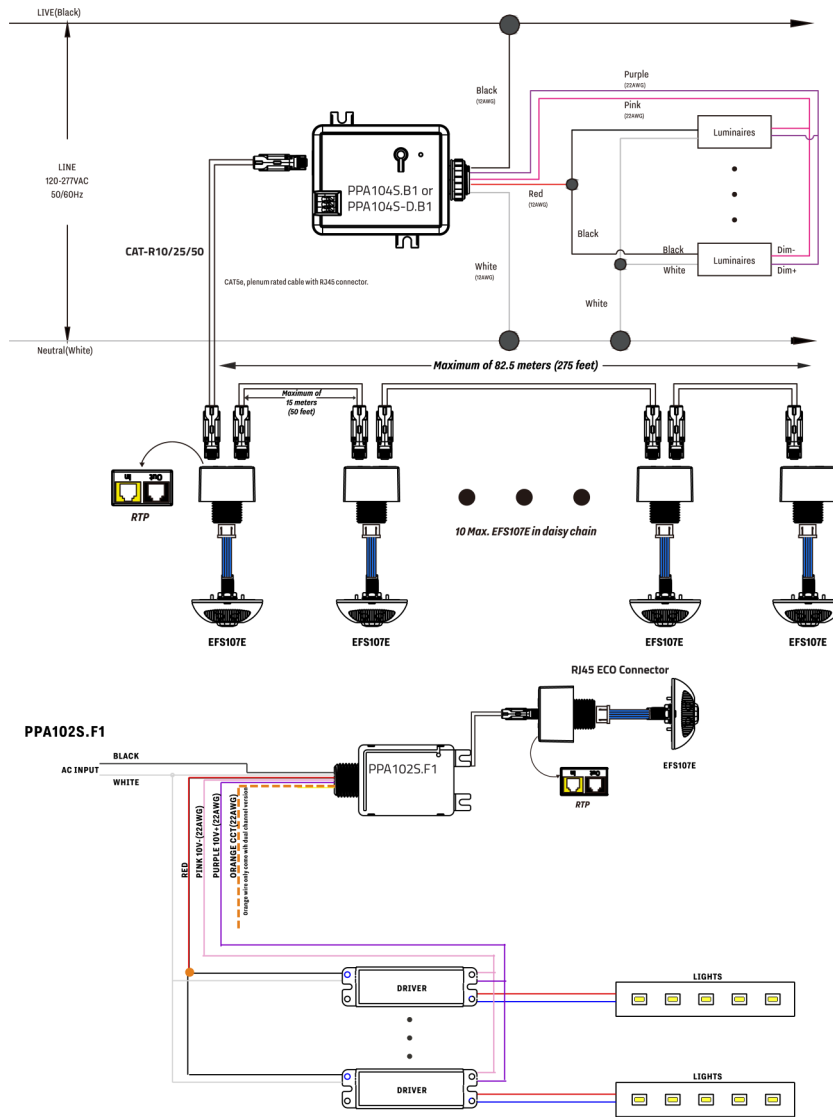 LIVE(Black)
Purple
(22AWG)
Black
(12AWG)
Pink
(22AWG)
Luminaires
LINE
120-277VAC
50/60Hz
PPA104S.B1 or
PPA104S-D.B1
Red
(12AWG)
Black
CAT-R10/25/50
Black
Dim-
White
Luminaires
Dim+
White
(12AWG)
CAT5e, plenum rated cable with RJ45 connector.
White
Neutral(White)
Maximum of 82.5 meters (275 feet)
Maximum of
15 meters
(50 feet)
In
Out
RTP
10 Max. EFS107E in daisy chain
EFS107E
EFS107E
EFS107E
EFS107E
RJ45 ECO Connector
PPA102S.F1
BLACK
AC INPUT
WHITE
PPA102S.F1
EFS107E
In
Out
RTP
RED
PINK 10V-(22AWG)
PURPLE 10V+(22AWG)
ORANGE CCT(22AWG)
Orange wire only come wih dual channel version
DRIVER
LIGHTS
DRIVER
LIGHTS